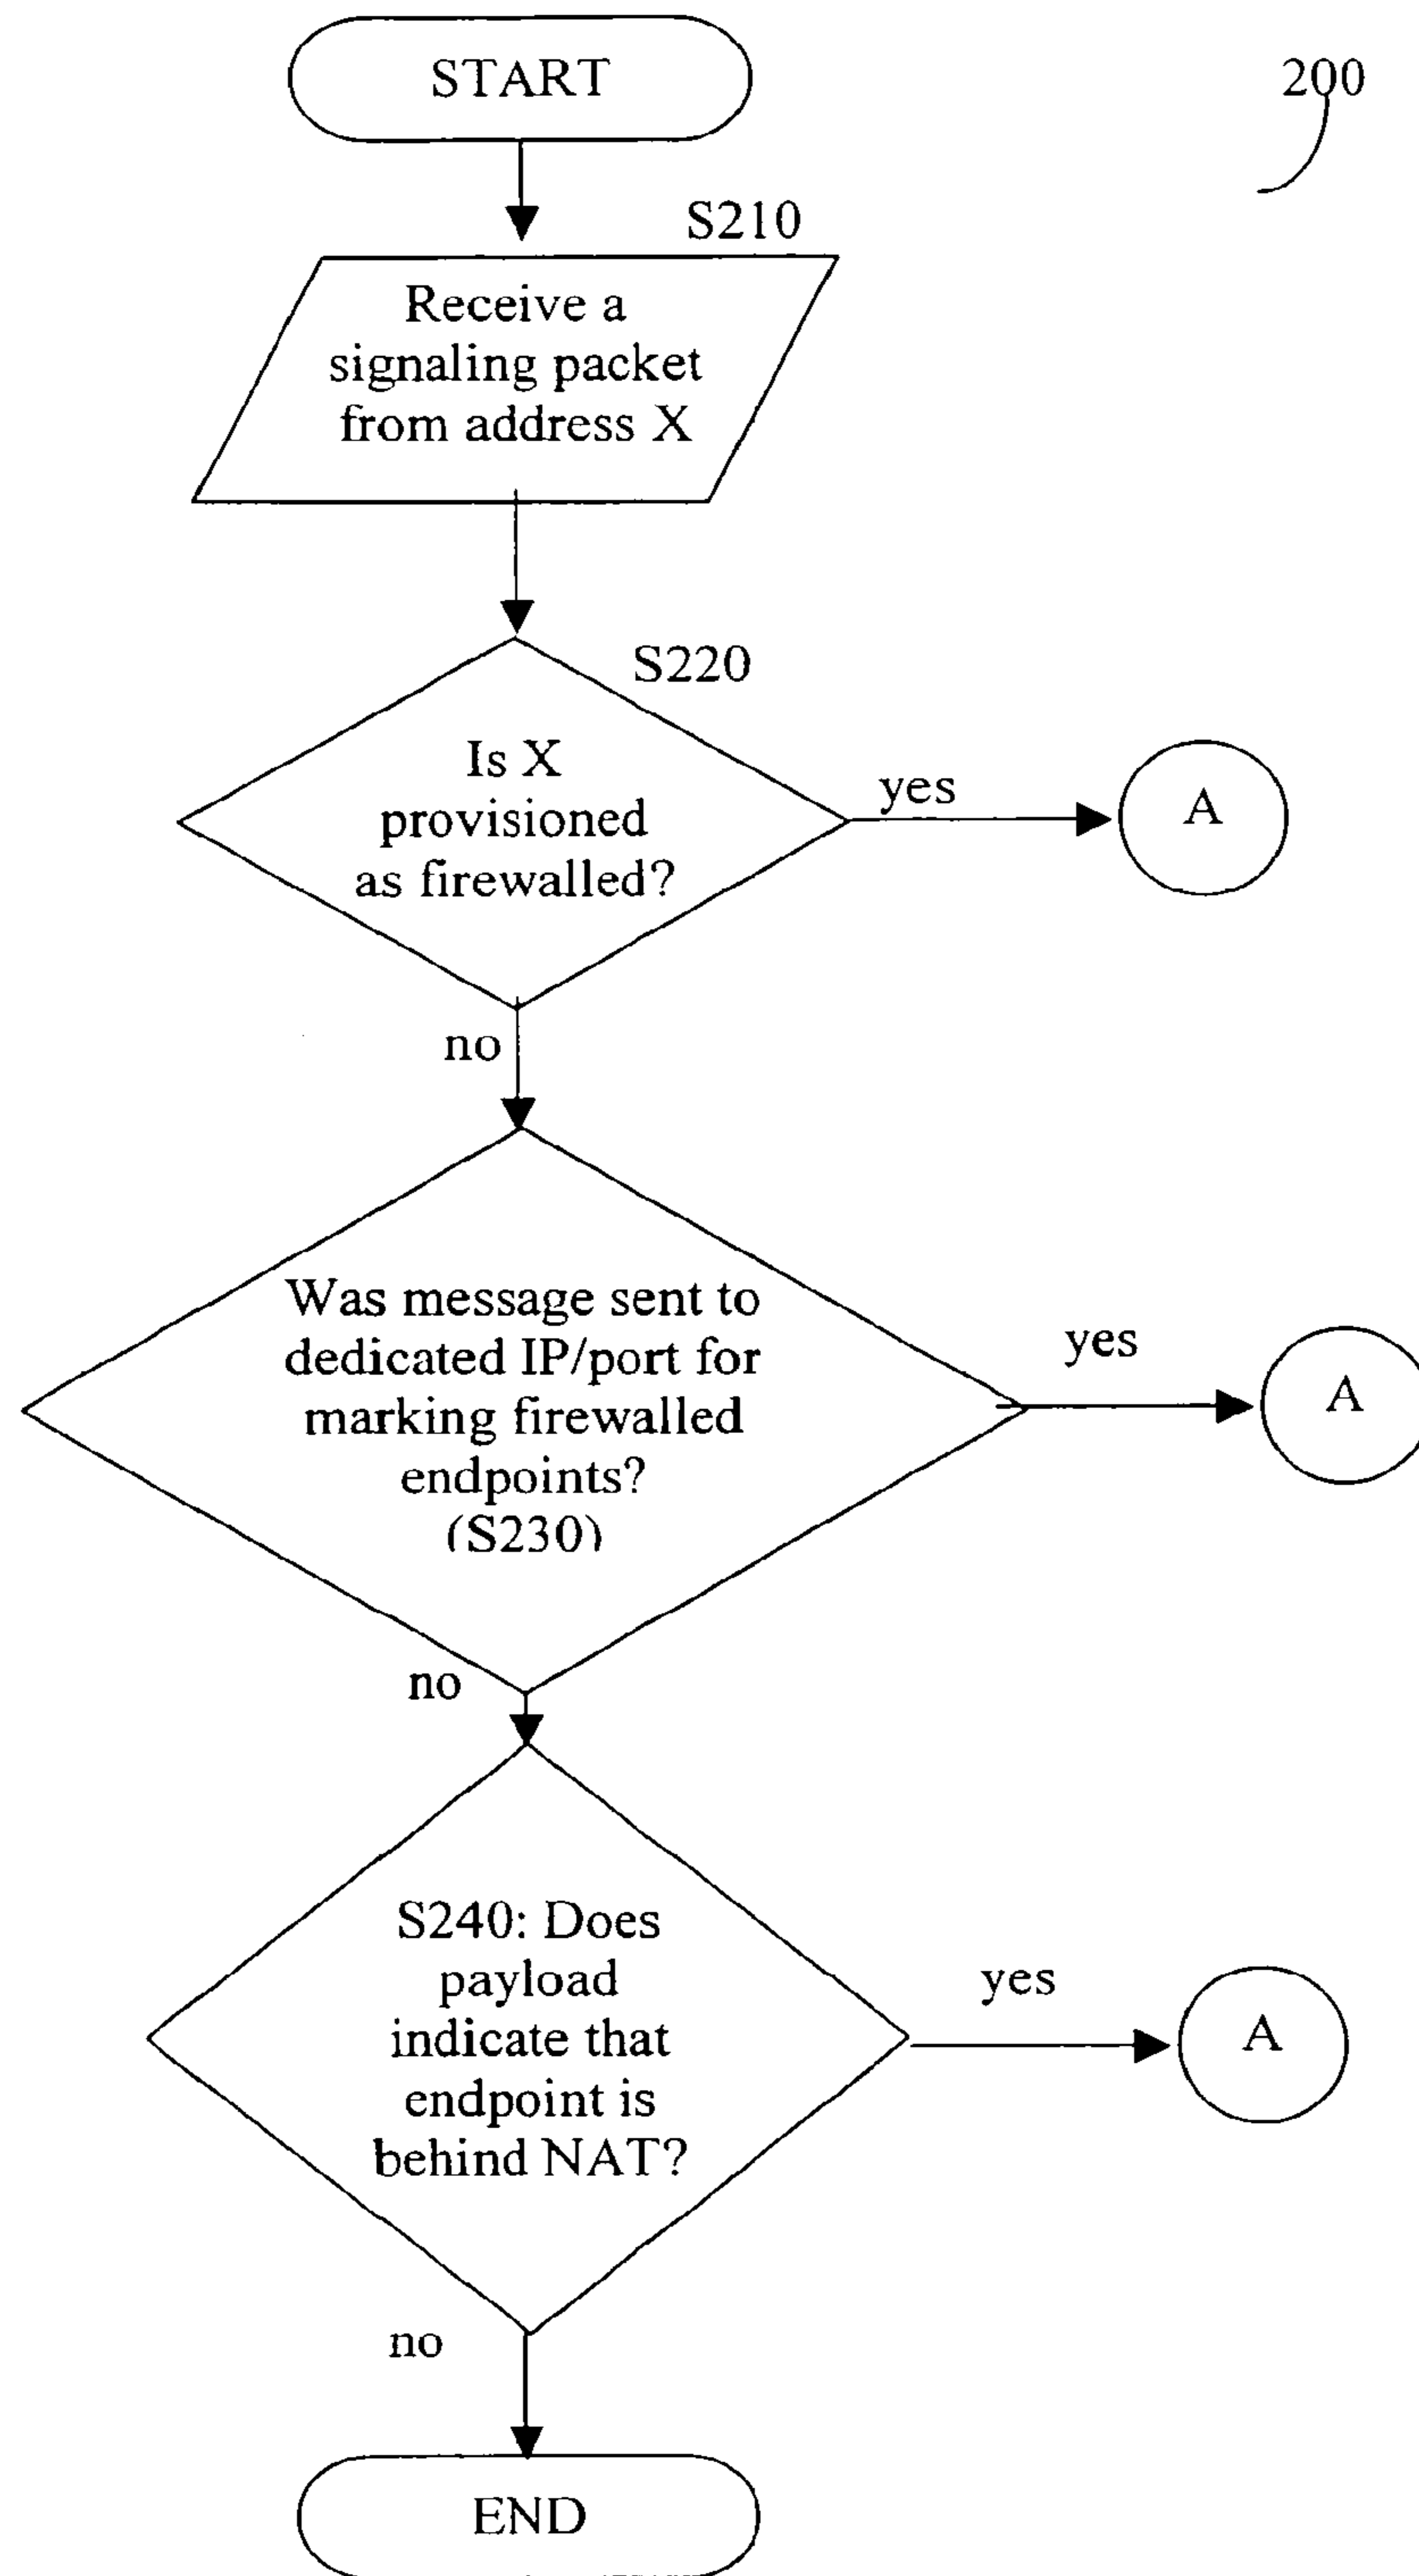 START
200
S210
Receive a
signaling packet
from address X
S220
Is X
provisioned
as firewalled?
yes
A
no
Was message sent to
dedicated IP/port for
marking firewalled
endpoints?
(S230)
yes
A
no
S240: Does
payload
indicate that
endpoint is
behind NAT?
yes
A
no
END